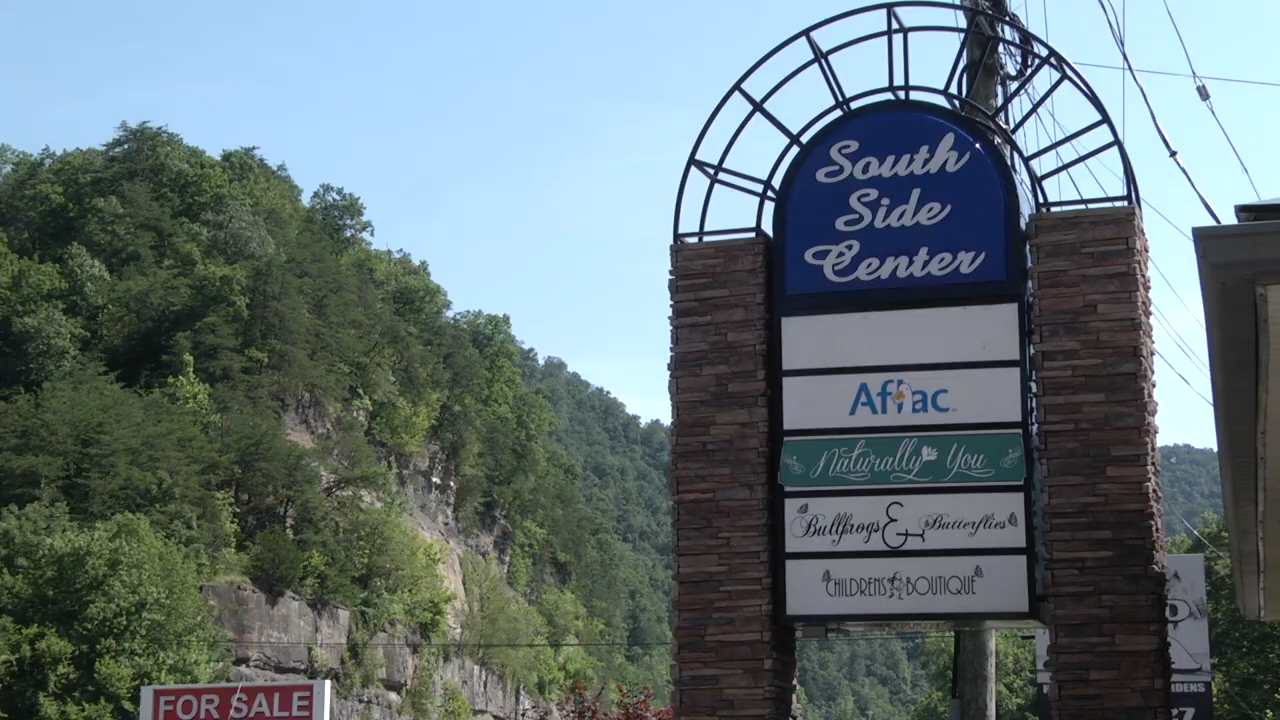 South
Side
Center
Aflac
Naturally You
Bullfrogs & Butterflies
CHILDRENS BOUTIQUE
FOR SALE
R